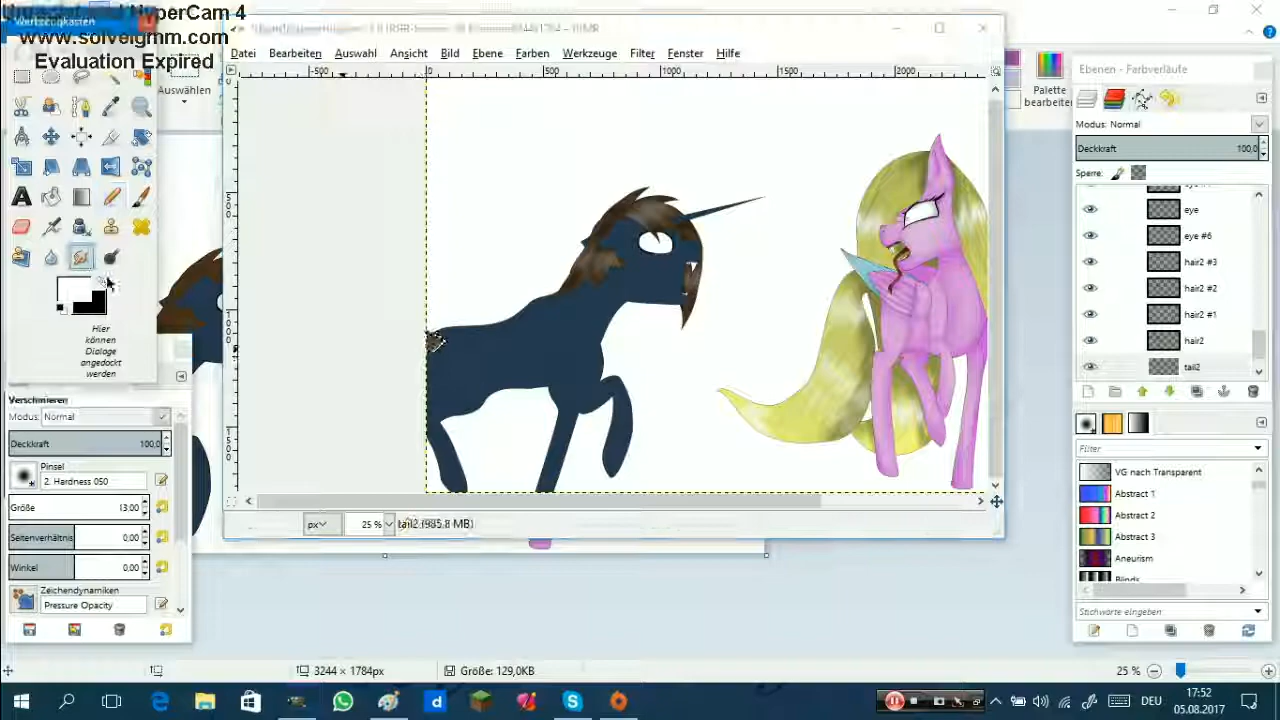 HyperCam 4
www.solveigmm.com
Evaluation Expired
Werkzeugkasten
Datei Bearbeiten Auswahl Ansicht Bild Ebene Farben Werkzeuge Filter Fenster Hilfe
-500 0 500 1000 1500 2000
Auswählen
Palette
bearbeiten
Ebenen - Farbverläufe
Modus: Normal
Deckkraft 100,0
Sperre:
eye
eye #6
hair2 #3
hair2 #2
hair2 #1
hair2
tail2
Hier
können
Dialoge
angedockt
werden
Verschmieren
Modus: Normal
Deckkraft 100,0
Pinsel
2. Hardness 050
Größe 13,00
Seitenverhältnis 0,00
Winkel 0,00
Zeichendynamiken
Pressure Opacity
px 25 % tail2 (985,8 MB)
Filter
VG nach Transparent
Abstract 1
Abstract 2
Abstract 3
Aneurism
Blinds
Stichworte eingeben
3244 × 1784px
Größe: 129,0KB
25 %
DEU
17:52
05.08.2017